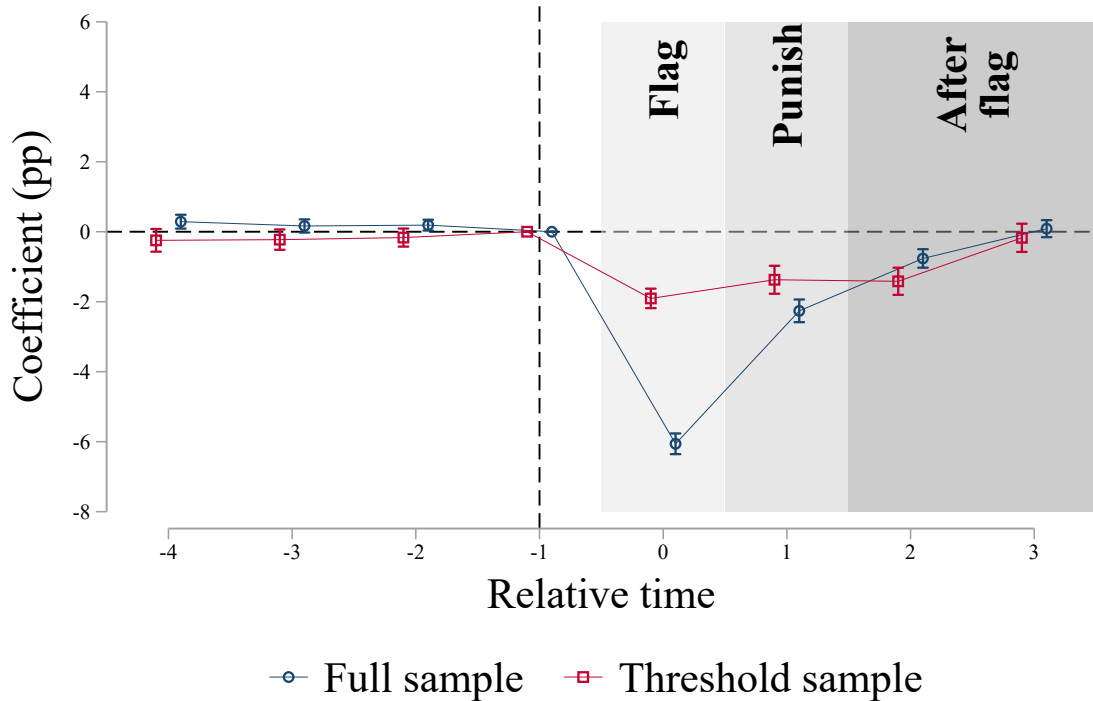 Coefficient (pp)
6
4
2
0
-2
-4
-6
-8
Flag
Punish
After
flag
-4
-3
-2
-1
0
1
2
3
Relative time
Full sample
Threshold sample